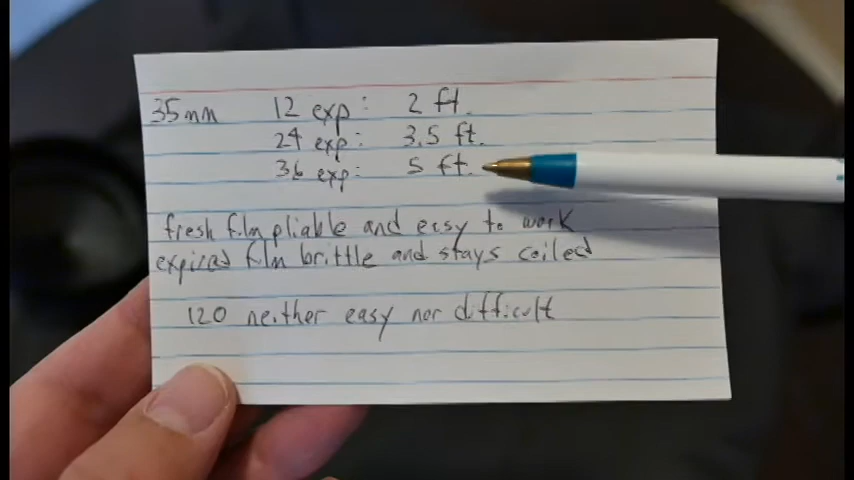 35mm 12 exp: 2 ft.
24 exp: 3.5 ft.
36 exp: 5 ft.
fresh film pliable and easy to work
expired film brittle and stays coiled
120 neither easy nor difficult